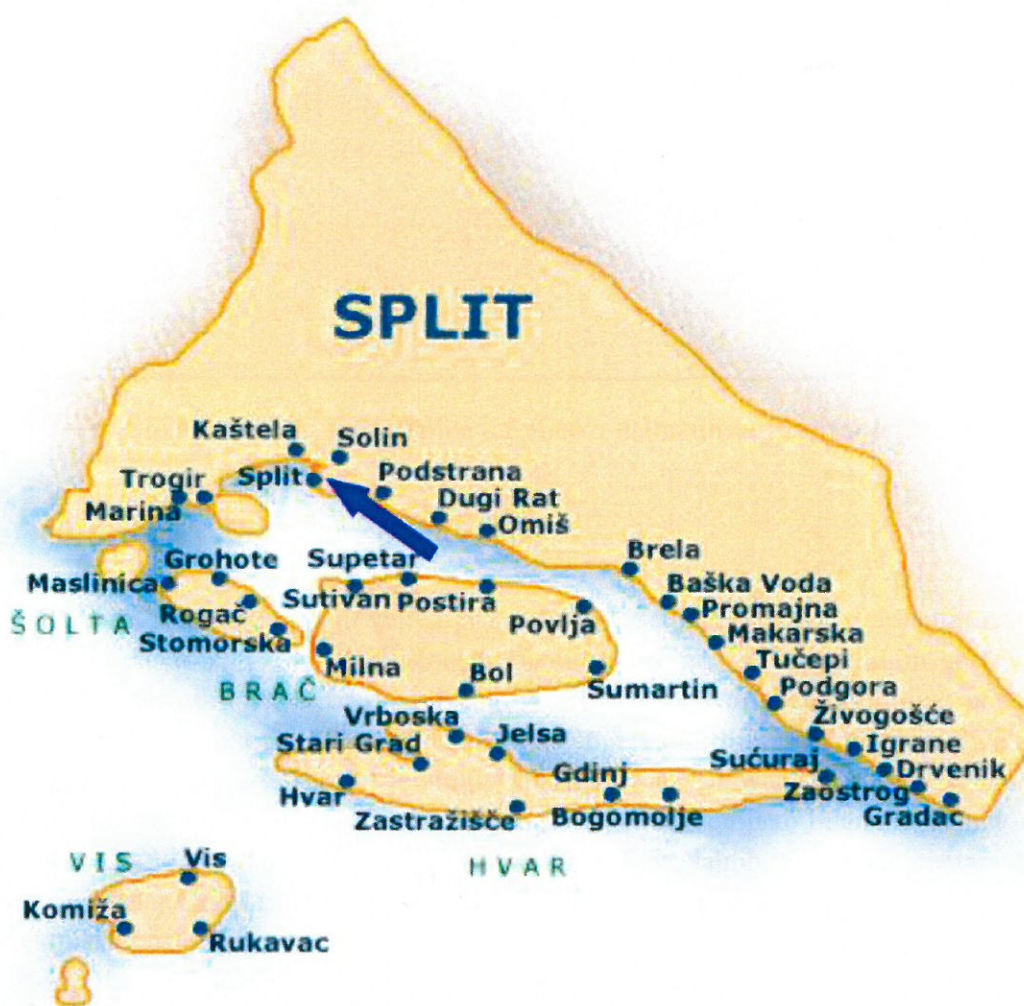 SPLIT
Kaštela
Solin
Trogir
Split
Podstrana
Marina
Dugi Rat
Omiš
Brela
Grohote
Supetar
Maslinica
Sutivan
Postira
Baška Voda
Promajna
Rogač
ŠOLTA
Stomorska
Povlja
Makarska
Milna
Bol
Tučepi
BRAČ
Sumartin
Podgora
Vrboska
Živogošće
Stari Grad
Jelsa
Igrane
Sućuraj
Gdinj
Drvenik
Hvar
Zaostrog
Zastražišče
Bogomolje
Gradac
VIS
Vis
HVAR
Komiža
Rukavac